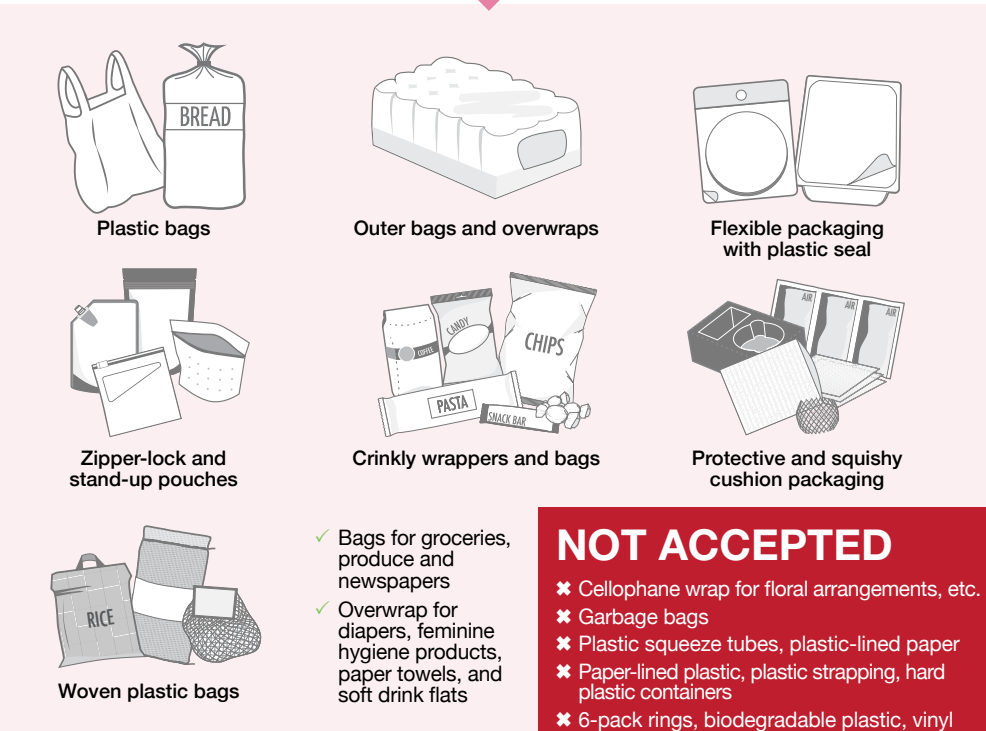 BREAD
Plastic bags
Outer bags and overwraps
Flexible packaging
with plastic seal
COFFEE
CANDY
CHIPS
PASTA
SNACK BAR
AIR
AIR
AIR
Zipper-lock and
stand-up pouches
Crinkly wrappers and bags
Protective and squishy
cushion packaging
RICE
Woven plastic bags
✓ Bags for groceries,
produce and
newspapers
✓ Overwrap for
diapers, feminine
hygiene products,
paper towels, and
soft drink flats
NOT ACCEPTED
✖ Cellophane wrap for floral arrangements, etc.
✖ Garbage bags
✖ Plastic squeeze tubes, plastic-lined paper
✖ Paper-lined plastic, plastic strapping, hard
plastic containers
✖ 6-pack rings, biodegradable plastic, vinyl